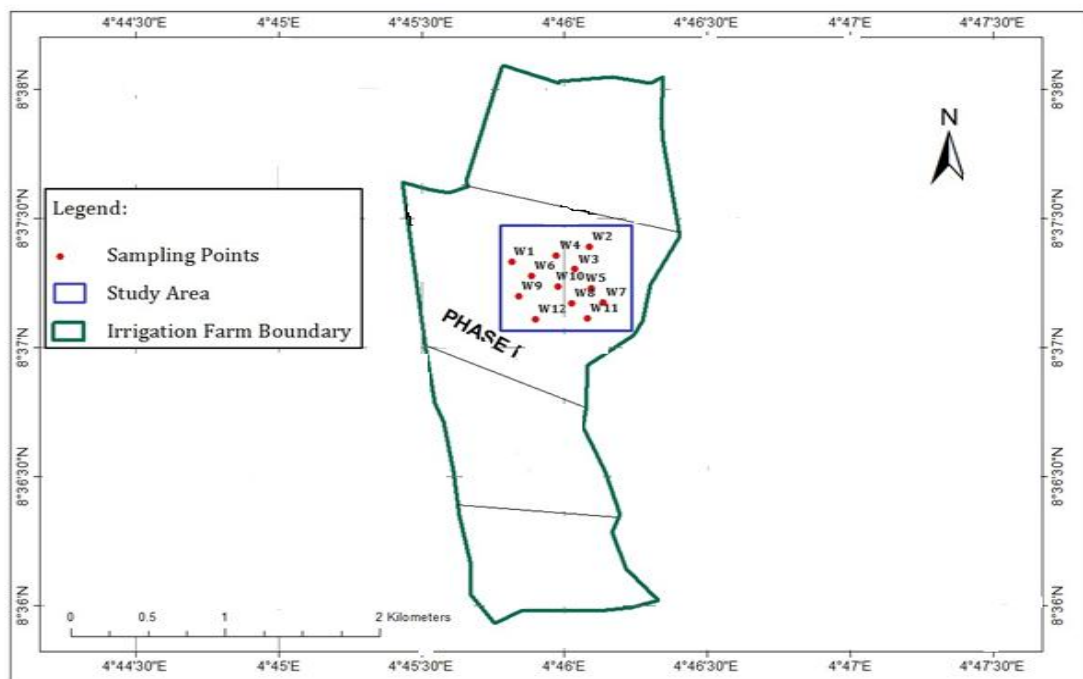 4°44'30"E 4°45'E 4°45'30"E 4°46'E 4°46'30"E 4°47'E 4°47'30"E
8°38'N 8°38'N
N
8°37'30"N 8°37'30"N
Legend:
Sampling Points
Study Area
Irrigation Farm Boundary
W2
W4
W1
W3
W6
W10 W5
W9
W8 W7
W12 W11
PHASE I
8°37'N 8°37'N
8°36'30"N 8°36'30"N
8°36'N 8°36'N
0 0.5 1 2 Kilometers
4°44'30"E 4°45'E 4°45'30"E 4°46'E 4°46'30"E 4°47'E 4°47'30"E